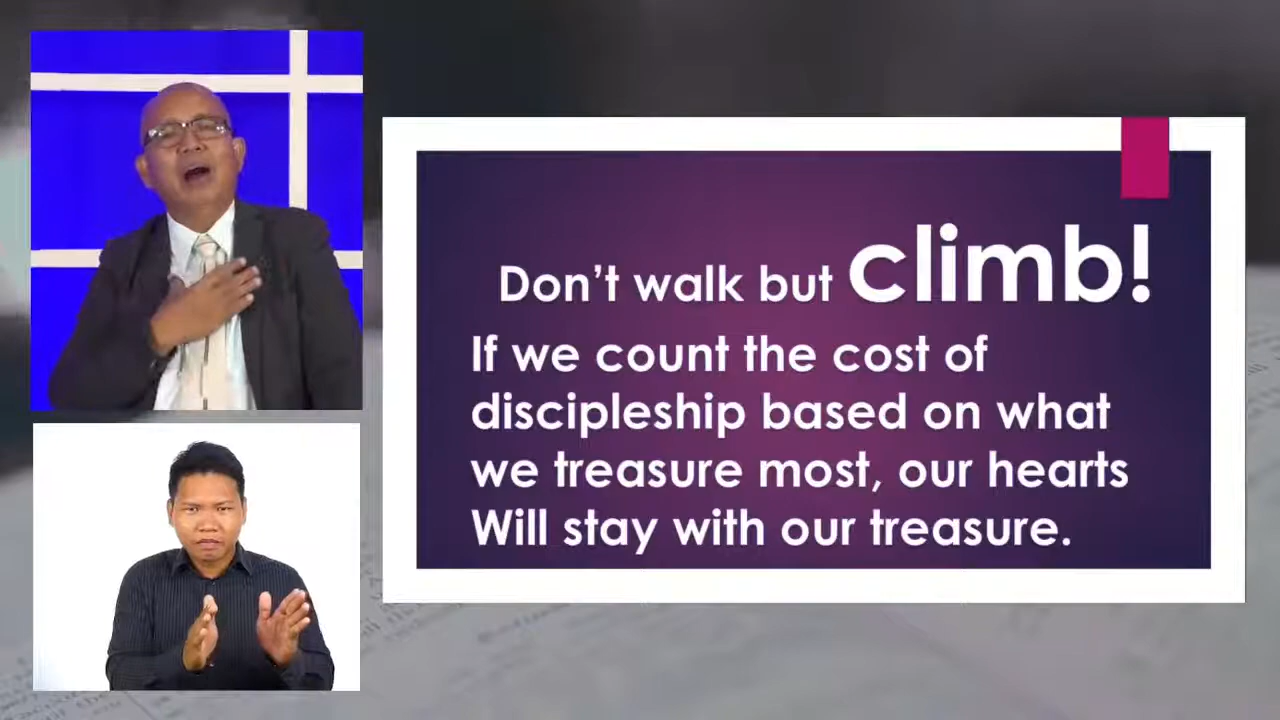 Don't walk but climb!
If we count the cost of
discipleship based on what
we treasure most, our hearts
Will stay with our treasure.